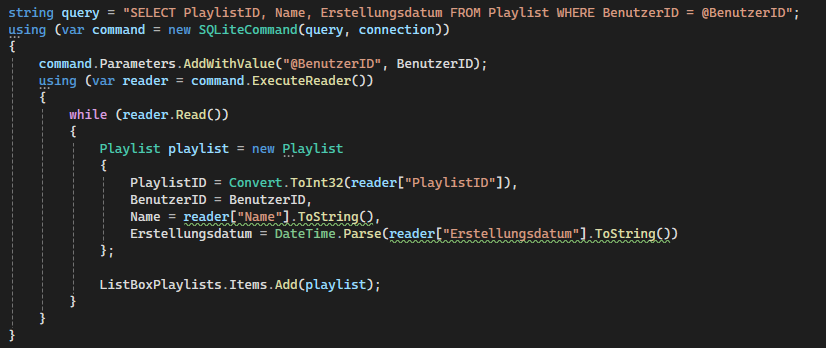 string query = "SELECT PlaylistID, Name, Erstellungsdatum FROM Playlist WHERE BenutzerID = @BenutzerID";
using (var command = new SQLiteCommand(query, connection))
{
    command.Parameters.AddWithValue("@BenutzerID", BenutzerID);
    using (var reader = command.ExecuteReader())
    {
        while (reader.Read())
        {
            Playlist playlist = new Playlist
            {
                PlaylistID = Convert.ToInt32(reader["PlaylistID"]),
                BenutzerID = BenutzerID,
                Name = reader["Name"].ToString(),
                Erstellungsdatum = DateTime.Parse(reader["Erstellungsdatum"].ToString())
            };
            ListBoxPlaylists.Items.Add(playlist);
        }
    }
}